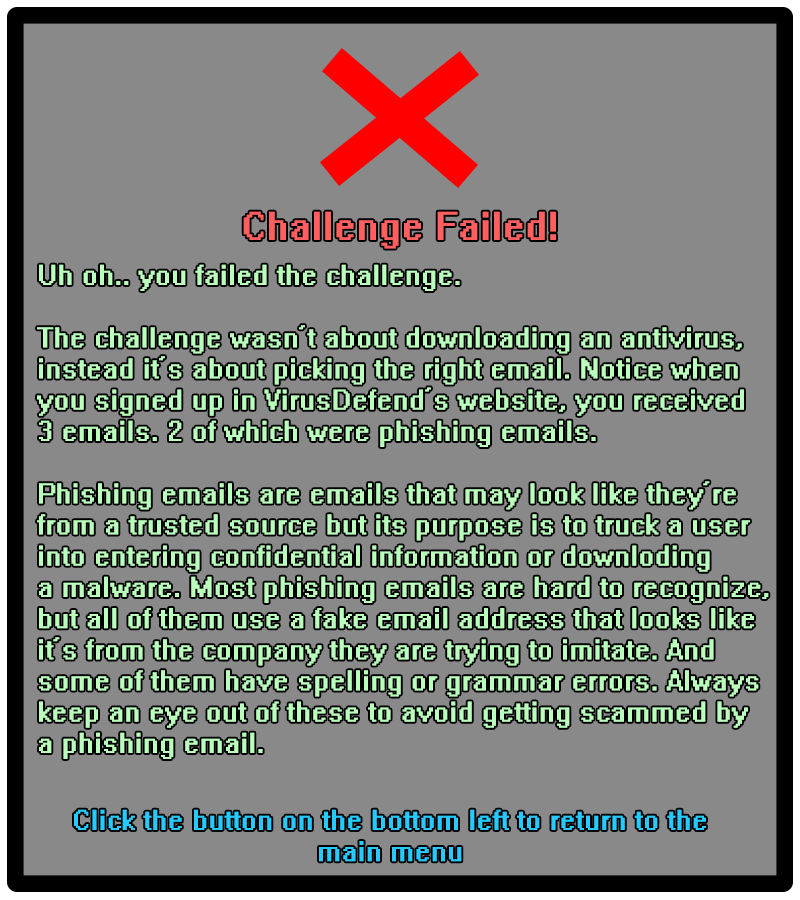 Challenge Failed!
Uh oh.. you failed the challenge.
The challenge wasn´t about downloading an antivirus,
instead it´s about picking the right email. Notice when
you signed up in VirusDefend´s website, you received
3 emails. 2 of which were phishing emails.
Phishing emails are emails that may look like they´re
from a trusted source but its purpose is to truck a user
into entering confidential information or downloding
a malware. Most phishing emails are hard to recognize,
but all of them use a fake email address that looks like
it´s from the company they are trying to imitate. And
some of them have spelling or grammar errors. Always
keep an eye out of these to avoid getting scammed by
a phishing email.
Click the button on the bottom left to return to the
main menu